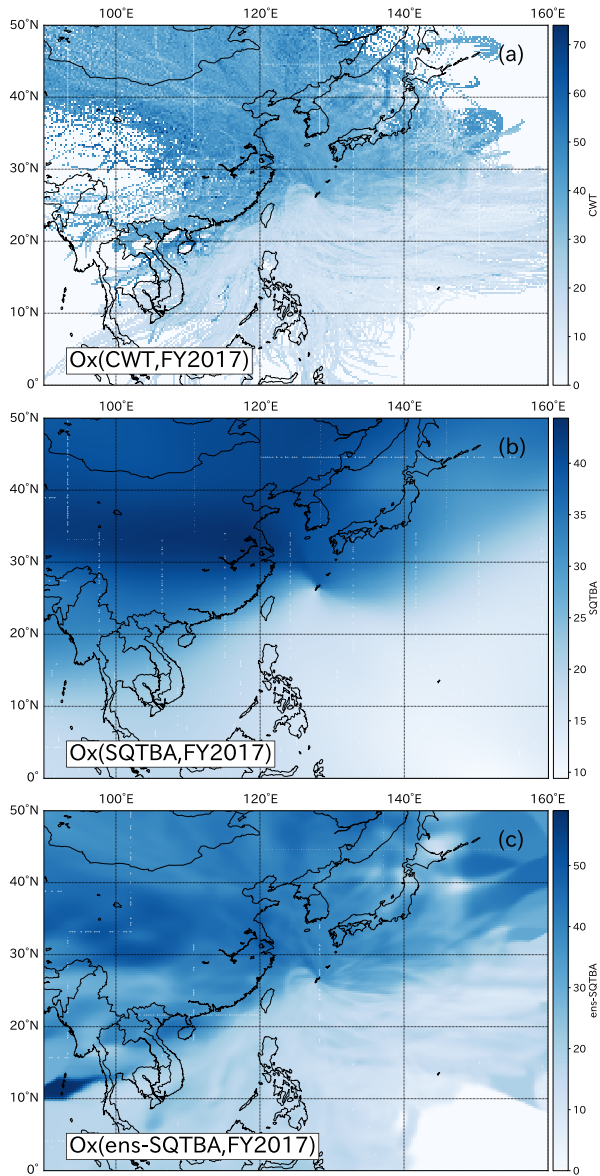 100°E 120°E 140°E 160°E
50°N
(a)
70
60
40°N
50
30°N
40
CWT
20°N
30
20
10°N
10
Ox(CWT,FY2017)
0°
0
100°E 120°E 140°E 160°E
50°N
(b)
40
40°N
35
30°N
30
SQTBA
20°N
25
20
10°N
15
Ox(SQTBA,FY2017)
0°
10
100°E 120°E 140°E 160°E
50°N
(c)
50
40°N
40
30°N
30
ens-SQTBA
20°N
20
10°N
10
Ox(ens-SQTBA,FY2017)
0°
0